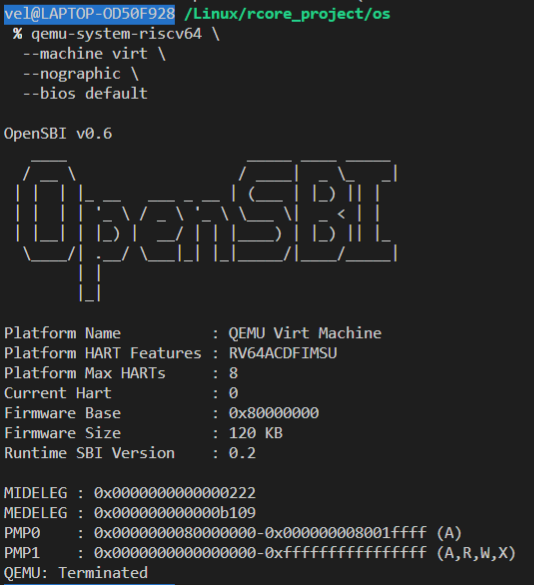 vel@LAPTOP-OD50F928 /Linux/rcore_project/os
% qemu-system-riscv64 \
--machine virt \
--nographic \
--bios default
OpenSBI v0.6
OpenSBI
Platform Name : QEMU Virt Machine
Platform HART Features : RV64ACDFIMSU
Platform Max HARTs : 8
Current Hart : 0
Firmware Base : 0x80000000
Firmware Size : 120 KB
Runtime SBI Version : 0.2
MIDELEG : 0x0000000000000222
MEDELEG : 0x000000000000b109
PMP0 : 0x0000000080000000-0x000000008001ffff (A)
PMP1 : 0x0000000000000000-0xffffffffffffffff (A,R,W,X)
QEMU: Terminated